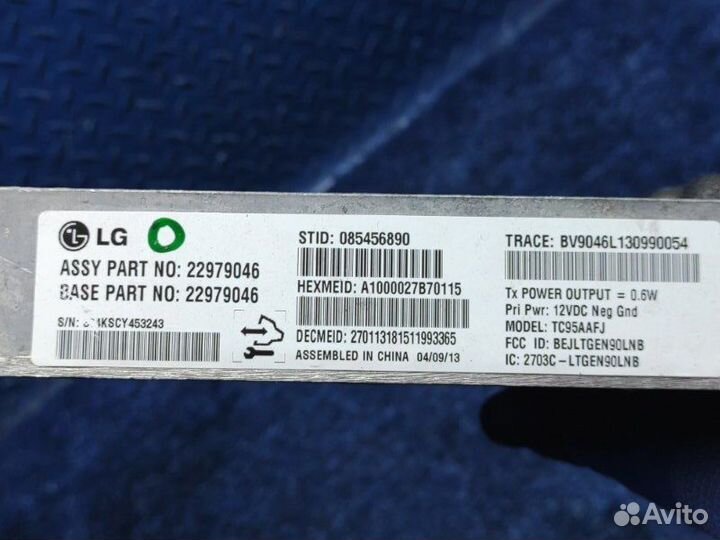 LG
ASSY PART NO: 22979046
BASE PART NO: 22979046
S/N:
STID: 085456890
HEXMEID: A1000027B70115
DECMEID: 270113181511993365
ASSEMBLED IN CHINA 04/09/13
TRACE: BV9046L130990054
Tx POWER OUTPUT = 0.6W
Pri Pwr: 12VDC Neg Gnd
MODEL: TC95AAFJ
FCC ID: BEJLTGEN90LNB
IC: 2703C-LTGEN90LNB
Avito